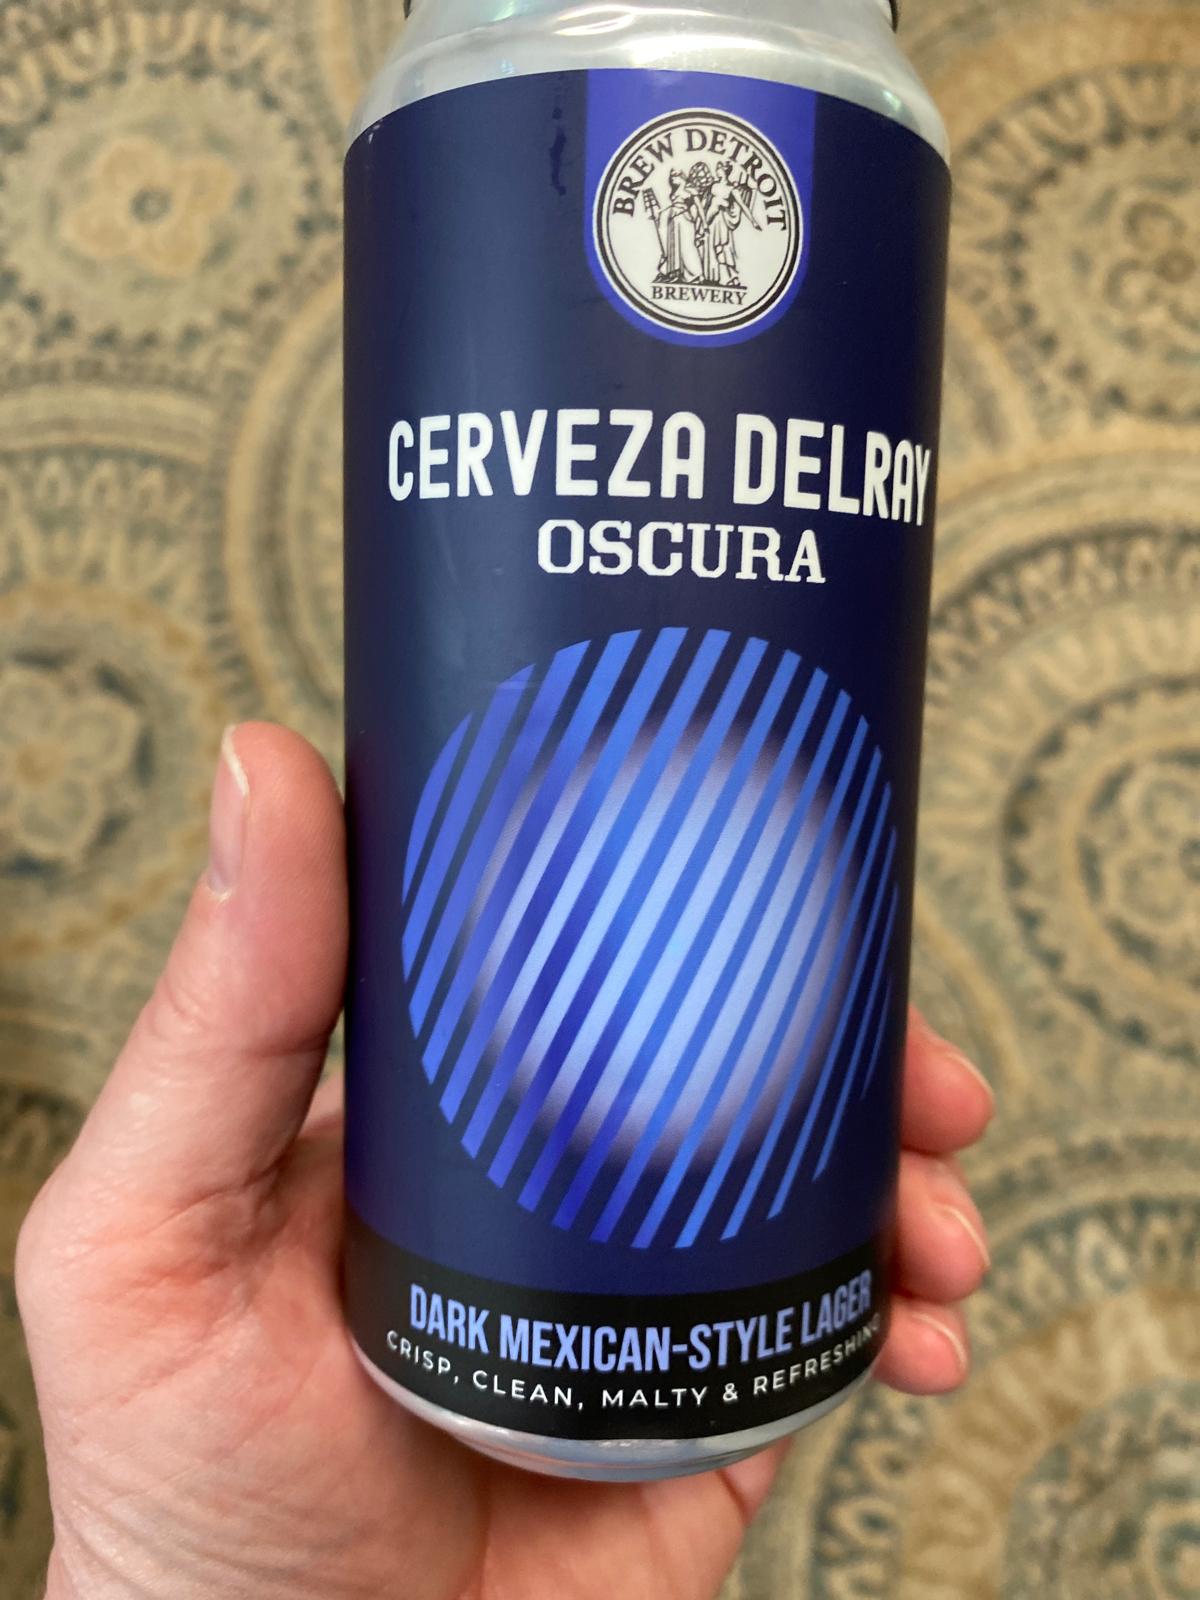 BREW DETROIT
BREWERY
CERVEZA DELRAY
OSCURA
DARK MEXICAN-STYLE LAGER
CRISP, CLEAN, MALTY & REFRESHING